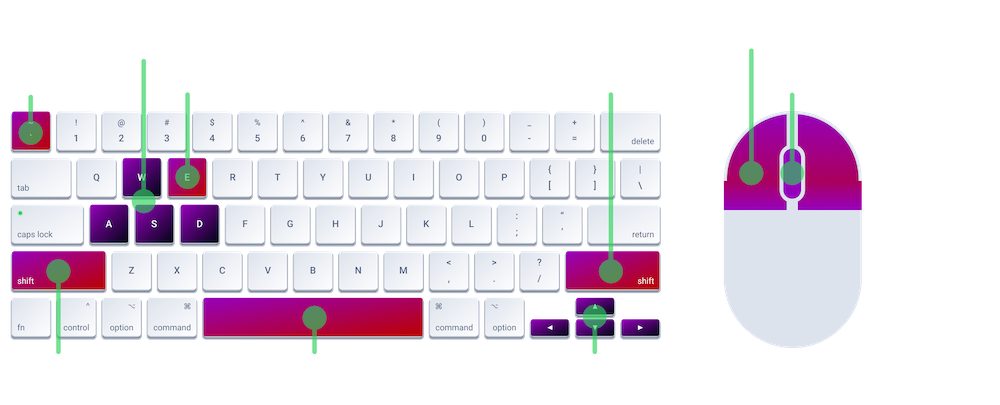 ~ ! @ # $ % ^ & * ( ) _ +
1 2 3 4 5 6 7 8 9 0 - = delete
tab Q W E R T Y U I O P { [ } ] | \
caps lock A S D F G H J K L : ; " ' return
shift Z X C V B N M < , > . ? / shift
fn ^ control ⌥ option ⌘ command ⌘ command ⌥ option ◀ ▲ ▼ ▶